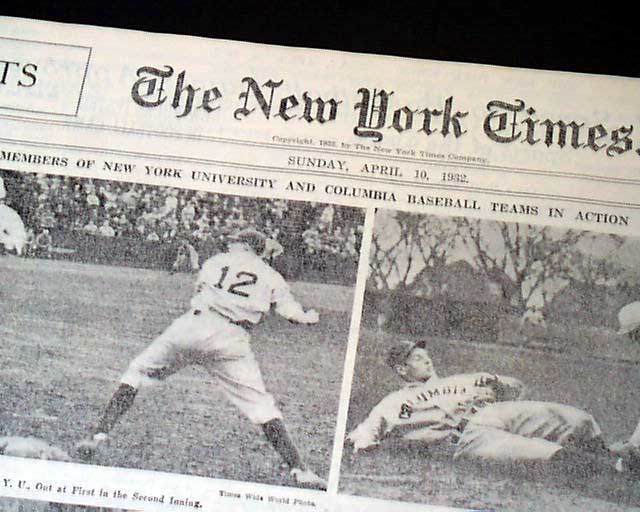 TS
The New York Times.
Copyright, 1932, by The New York Times Company.
SUNDAY, APRIL 10, 1932.
MEMBERS OF NEW YORK UNIVERSITY AND COLUMBIA BASEBALL TEAMS IN ACTION
12
COLUMBIA
Y. U., Out at First in the Second Inning.
Times Wide World Photo.